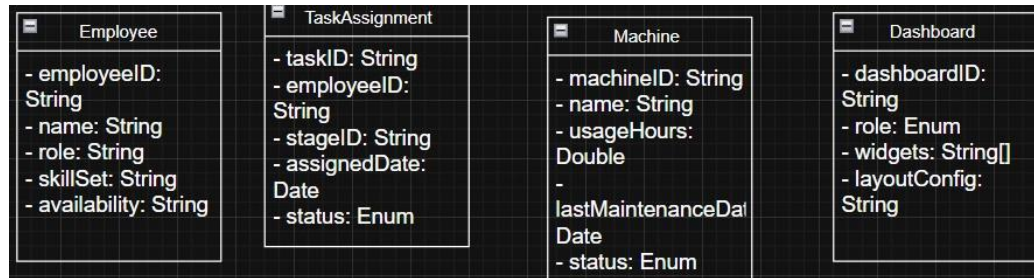 Employee
- employeeID:
String
- name: String
- role: String
- skillSet: String
- availability: String
TaskAssignment
- taskID: String
- employeeID:
String
- stageID: String
- assignedDate:
Date
- status: Enum
Machine
- machineID: String
- name: String
- usageHours:
Double
-
lastMaintenanceDat
Date
- status: Enum
Dashboard
- dashboardID:
String
- role: Enum
- widgets: String[]
- layoutConfig:
String